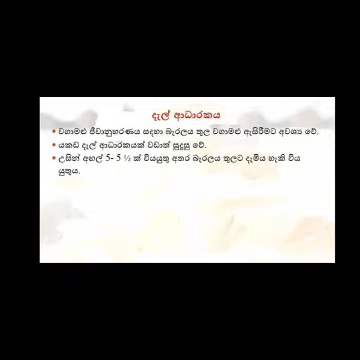 දැල් ආධාරකය
• වගාමළු ජීවානුහරණය සඳහා බැරලය තුල වගාමළු ඇසිරීමට අවශ්‍ය වේ.
• යකඩ දැල් ආධාරකයක් වඩාත් සුදුසු වේ.
• උසින් අඟල් 5- 5 ½ ක් වියයුතු අතර බැරලය තුලට දැමිය හැකි විය
යුතුය.